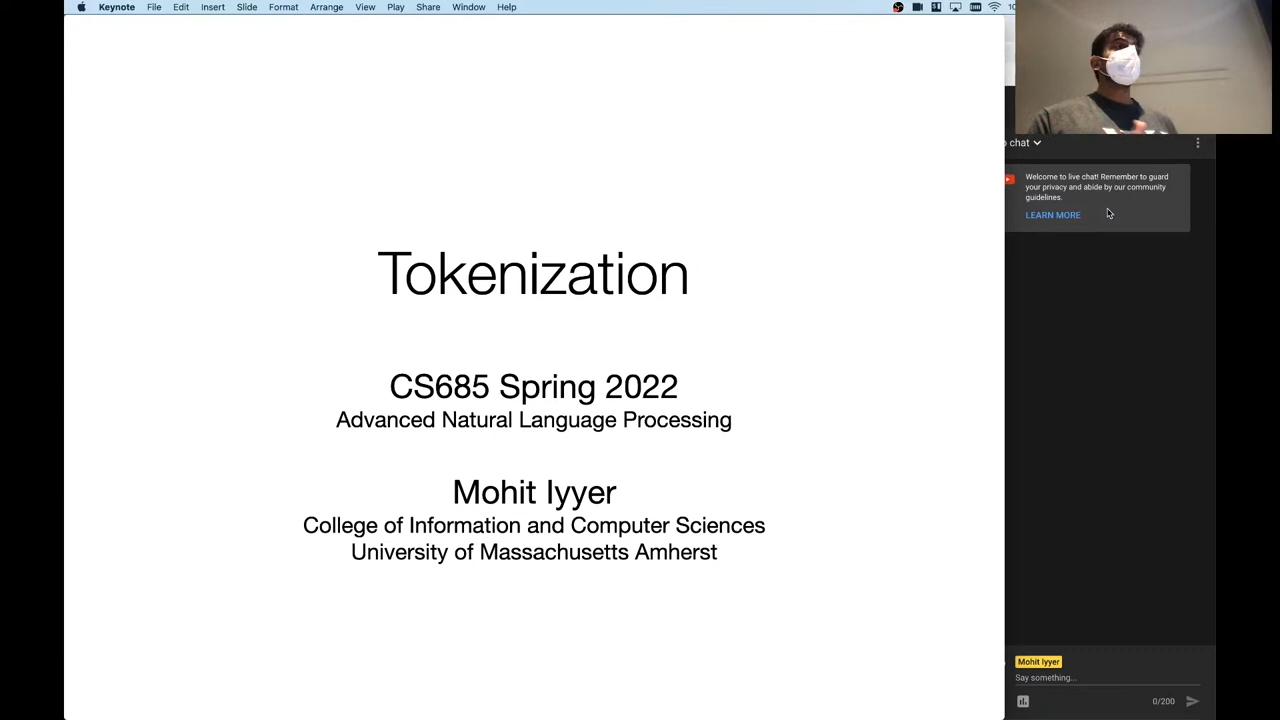 Keynote File Edit Insert Slide Format Arrange View Play Share Window Help
Tokenization
CS685 Spring 2022
Advanced Natural Language Processing
Mohit Iyyer
College of Information and Computer Sciences
University of Massachusetts Amherst
chat
Welcome to live chat! Remember to guard
your privacy and abide by our community
guidelines.
LEARN MORE
Mohit Iyyer
Say something...
0/200